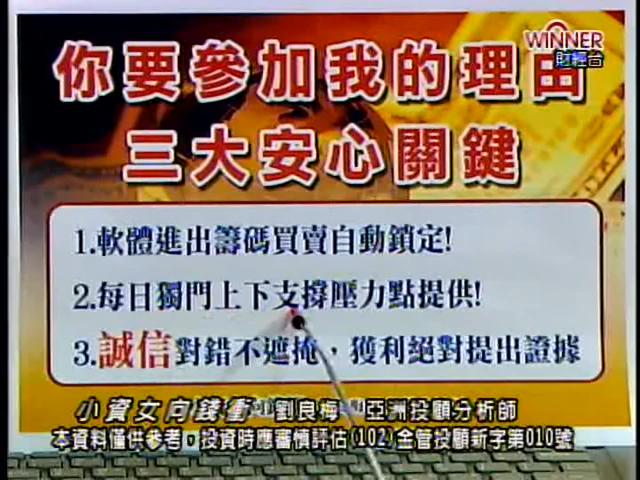 WINNER
財經台
你要參加我的理由
三大安心關鍵
1.軟體進出籌碼買賣自動鎖定!
2.每日獨門上下支撐壓力點提供!
3.誠信對錯不遮掩，獲利絕對提出證據
小資女向錢衝 劉良梅 亞洲投顧分析師
本資料僅供參考，投資時應審慎評估(102)金管投顧新字第010號